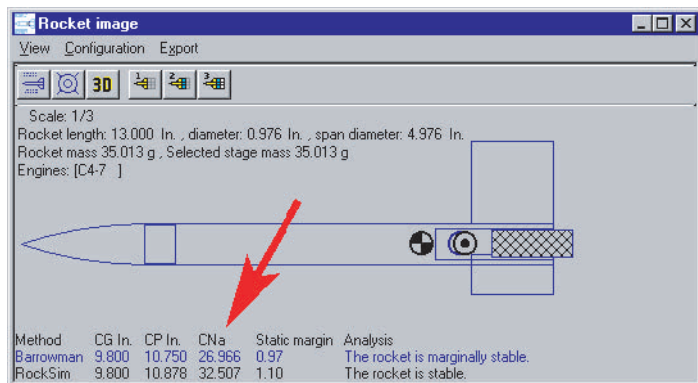 Rocket image
View Configuration Export
3D 1 2 3
Scale: 1/3
Rocket length: 13.000 In. , diameter: 0.976 In. , span diameter: 4.976 In.
Rocket mass 35.013 g , Selected stage mass 35.013 g
Engines: [C4-7 ]
Method CG In. CP In. CNa Static margin Analysis
Barrowman 9.800 10.750 26.966 0.97 The rocket is marginally stable.
RockSim 9.800 10.878 32.507 1.10 The rocket is stable.